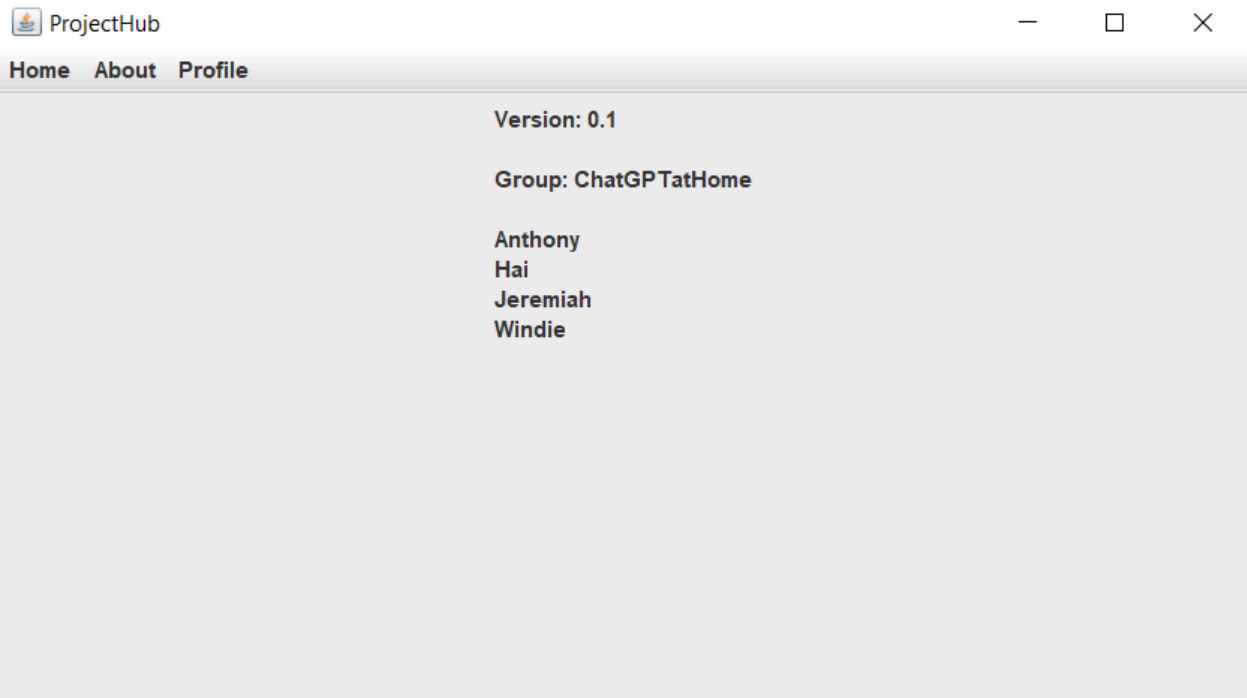 ProjectHub
Home About Profile
Version: 0.1
Group: ChatGPTatHome
Anthony
Hai
Jeremiah
Windie